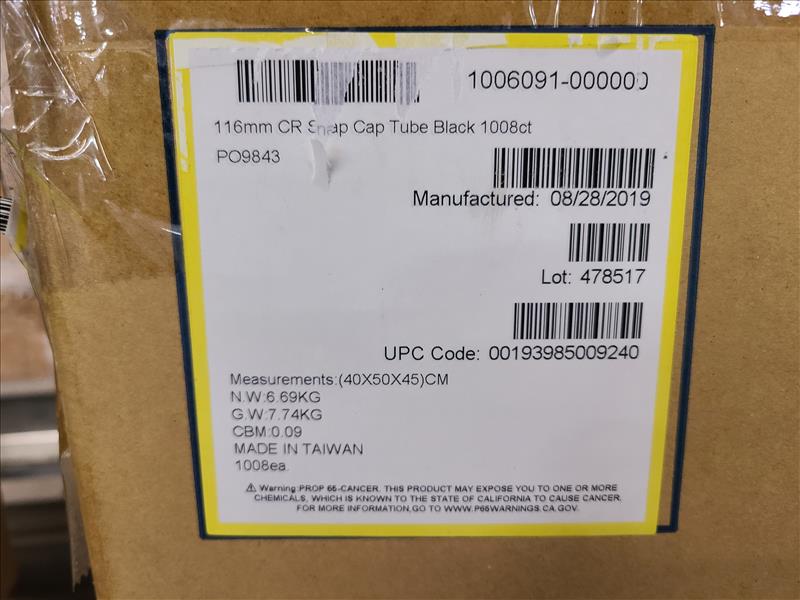 1006091-000000
116mm CR Snap Cap Tube Black 1008ct
PO9843
Manufactured: 08/28/2019
Lot: 478517
UPC Code: 00193985009240
Measurements:(40X50X45)CM
N.W:6.69KG
G.W:7.74KG
CBM:0.09
MADE IN TAIWAN
1008ea.
⚠ Warning:PROP 65-CANCER. THIS PRODUCT MAY EXPOSE YOU TO ONE OR MORE
CHEMICALS, WHICH IS KNOWN TO THE STATE OF CALIFORNIA TO CAUSE CANCER.
FOR MORE INFORMATION,GO TO WWW.P65WARNINGS.CA.GOV.